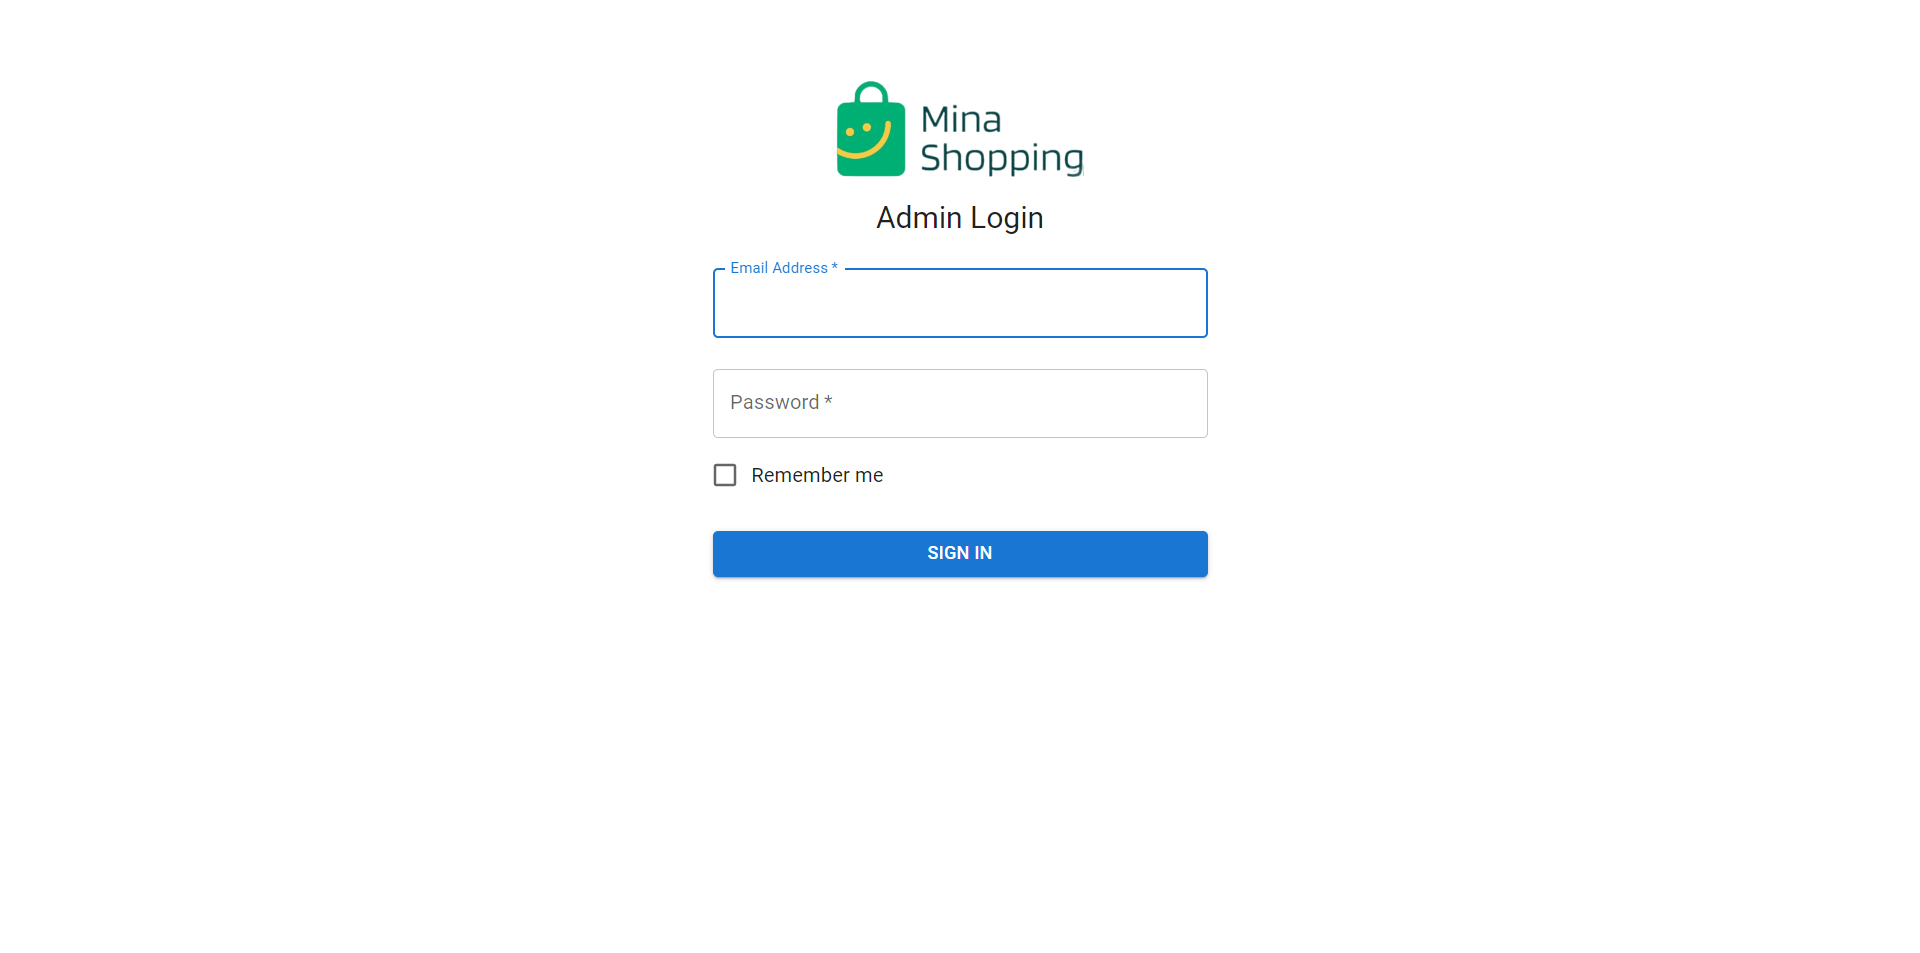 Mina
Shopping
Admin Login
Email Address *
Password *
Remember me
SIGN IN